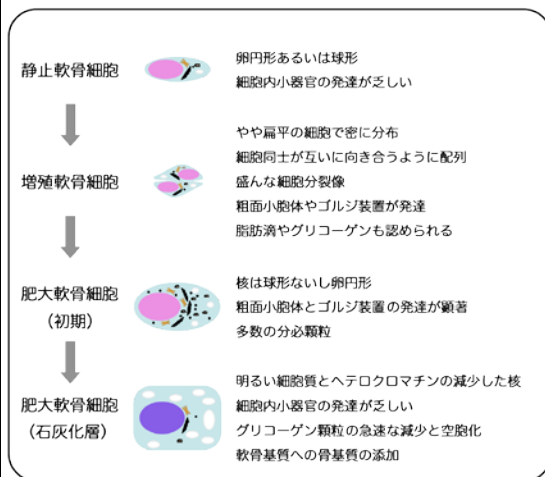 静止軟骨細胞
卵円形あるいは球形
細胞内小器官の発達が乏しい
増殖軟骨細胞
やや扁平の細胞で密に分布
細胞同士が互いに向き合うように配列
盛んな細胞分裂像
粗面小胞体やゴルジ装置が発達
脂肪滴やグリコーゲンも認められる
肥大軟骨細胞
（初期）
核は球形ないし卵円形
粗面小胞体とゴルジ装置の発達が顕著
多数の分必顆粒
肥大軟骨細胞
（石灰化層）
明るい細胞質とヘテロクロマチンの減少した核
細胞内小器官の発達が乏しい
グリコーゲン顆粒の急速な減少と空胞化
軟骨基質への骨基質の添加